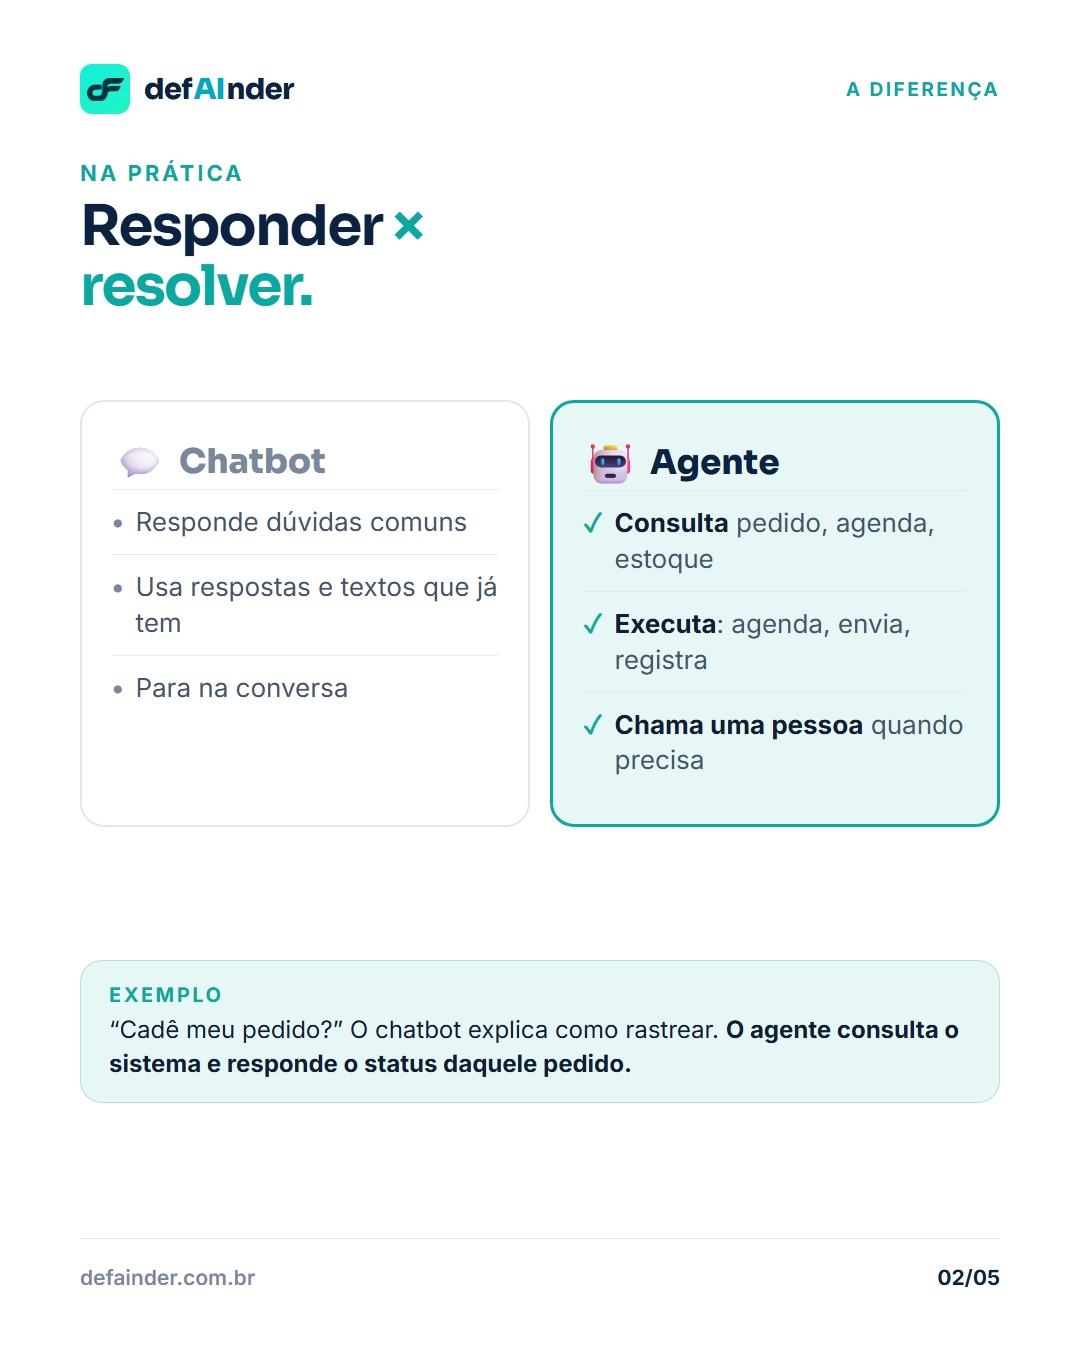 defAInder
A DIFERENÇA
NA PRÁTICA
Responder ×
resolver.
Chatbot
• Responde dúvidas comuns
• Usa respostas e textos que já
tem
• Para na conversa
Agente
✓ Consulta pedido, agenda,
estoque
✓ Executa: agenda, envia,
registra
✓ Chama uma pessoa quando
precisa
EXEMPLO
“Cadê meu pedido?” O chatbot explica como rastrear. O agente consulta o
sistema e responde o status daquele pedido.
defainder.com.br
02/05